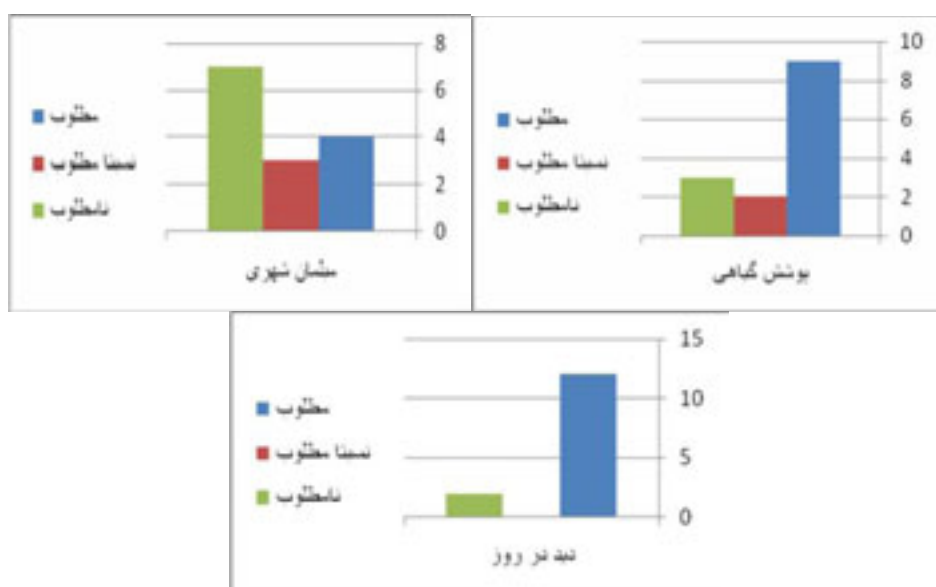 10
8
6
4
2
0
مطلوب
نسبتا مطلوب
نامطلوب
پوشش گیاهی
8
6
4
2
0
مطلوب
نسبتا مطلوب
نامطلوب
مبلمان شهری
15
10
5
0
مطلوب
نسبتا مطلوب
نامطلوب
دید در روز